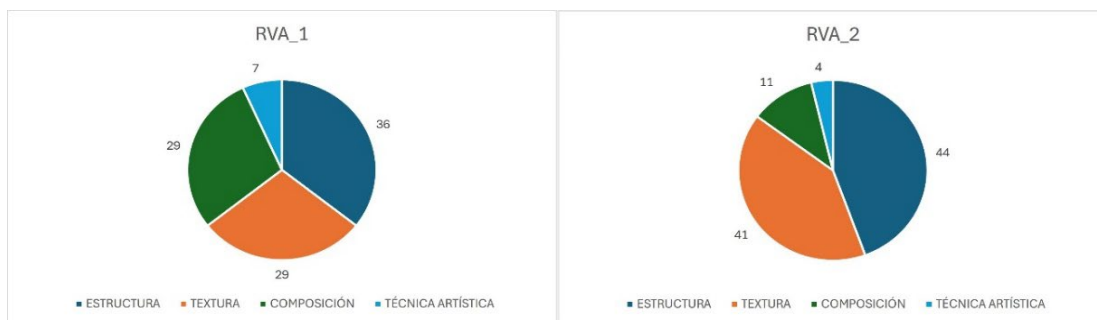 RVA_1
7
36
29
29
ESTRUCTURA TEXTURA COMPOSICIÓN TÉCNICA ARTÍSTICA
RVA_2
4
11
44
41
ESTRUCTURA TEXTURA COMPOSICIÓN TÉCNICA ARTÍSTICA